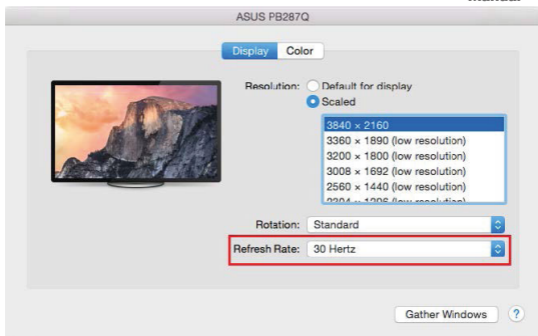 ASUS PB287Q
Display Color
Resolution: Default for display
Scaled
3840 × 2160
3360 × 1890 (low resolution)
3200 × 1800 (low resolution)
3008 × 1692 (low resolution)
2560 × 1440 (low resolution)
Rotation: Standard
Refresh Rate: 30 Hertz
Gather Windows ?